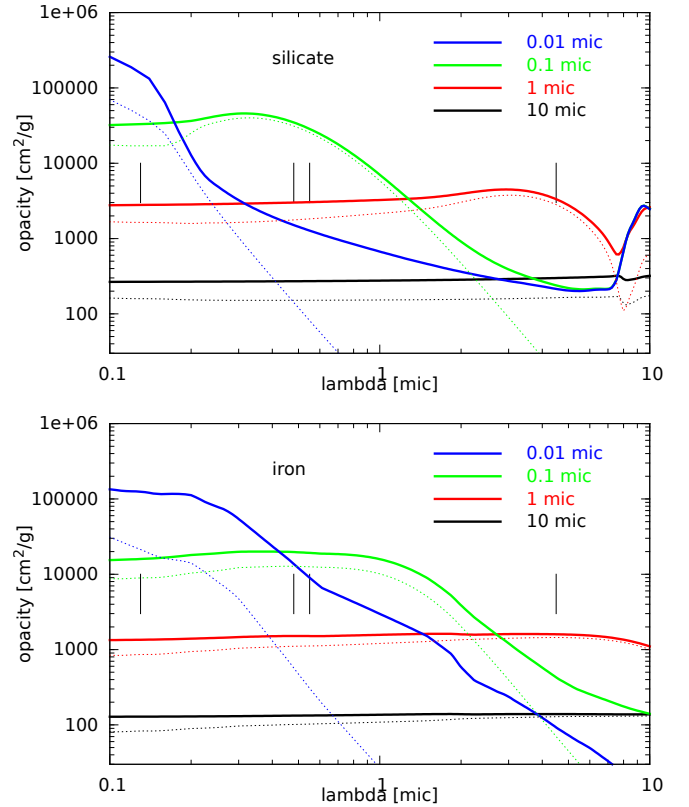 1e+06
100000
10000
1000
100
opacity [cm²/g]
silicate
0.01 mic
0.1 mic
1 mic
10 mic
0.1
1
10
lambda [mic]
1e+06
100000
10000
1000
100
opacity [cm²/g]
iron
0.01 mic
0.1 mic
1 mic
10 mic
0.1
1
10
lambda [mic]